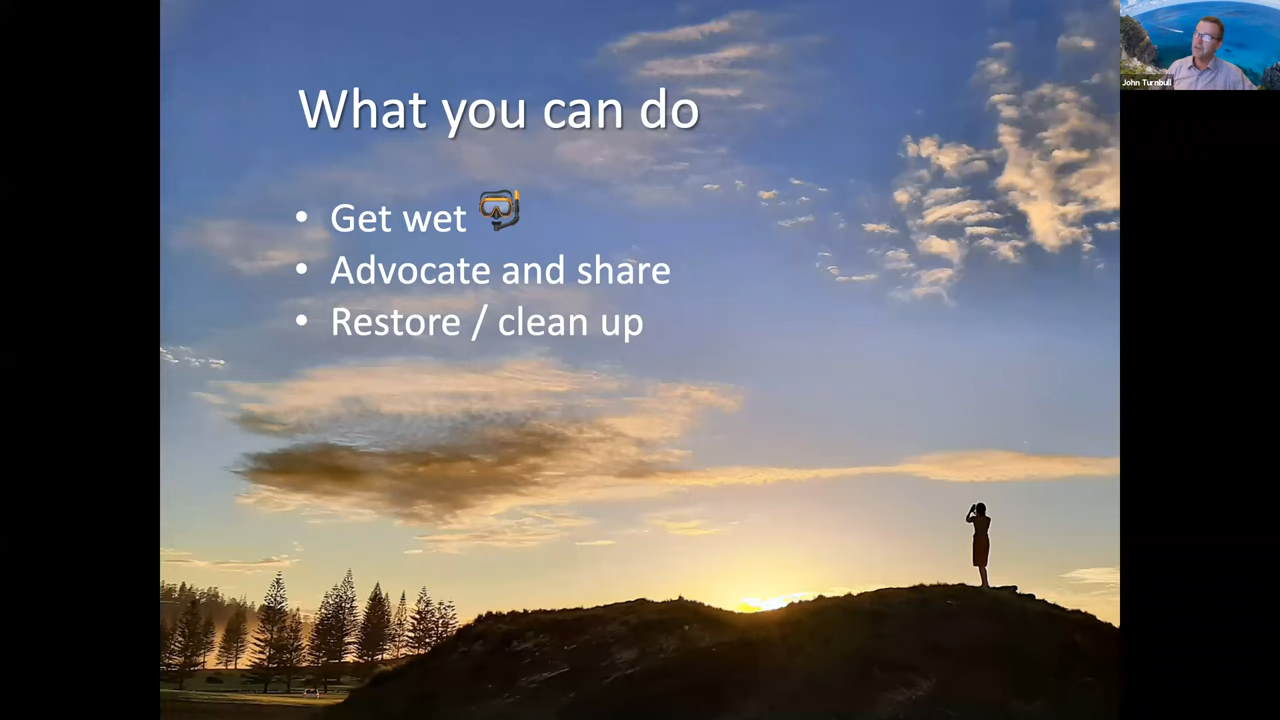 What you can do
• Get wet
• Advocate and share
• Restore / clean up
John Turnbull